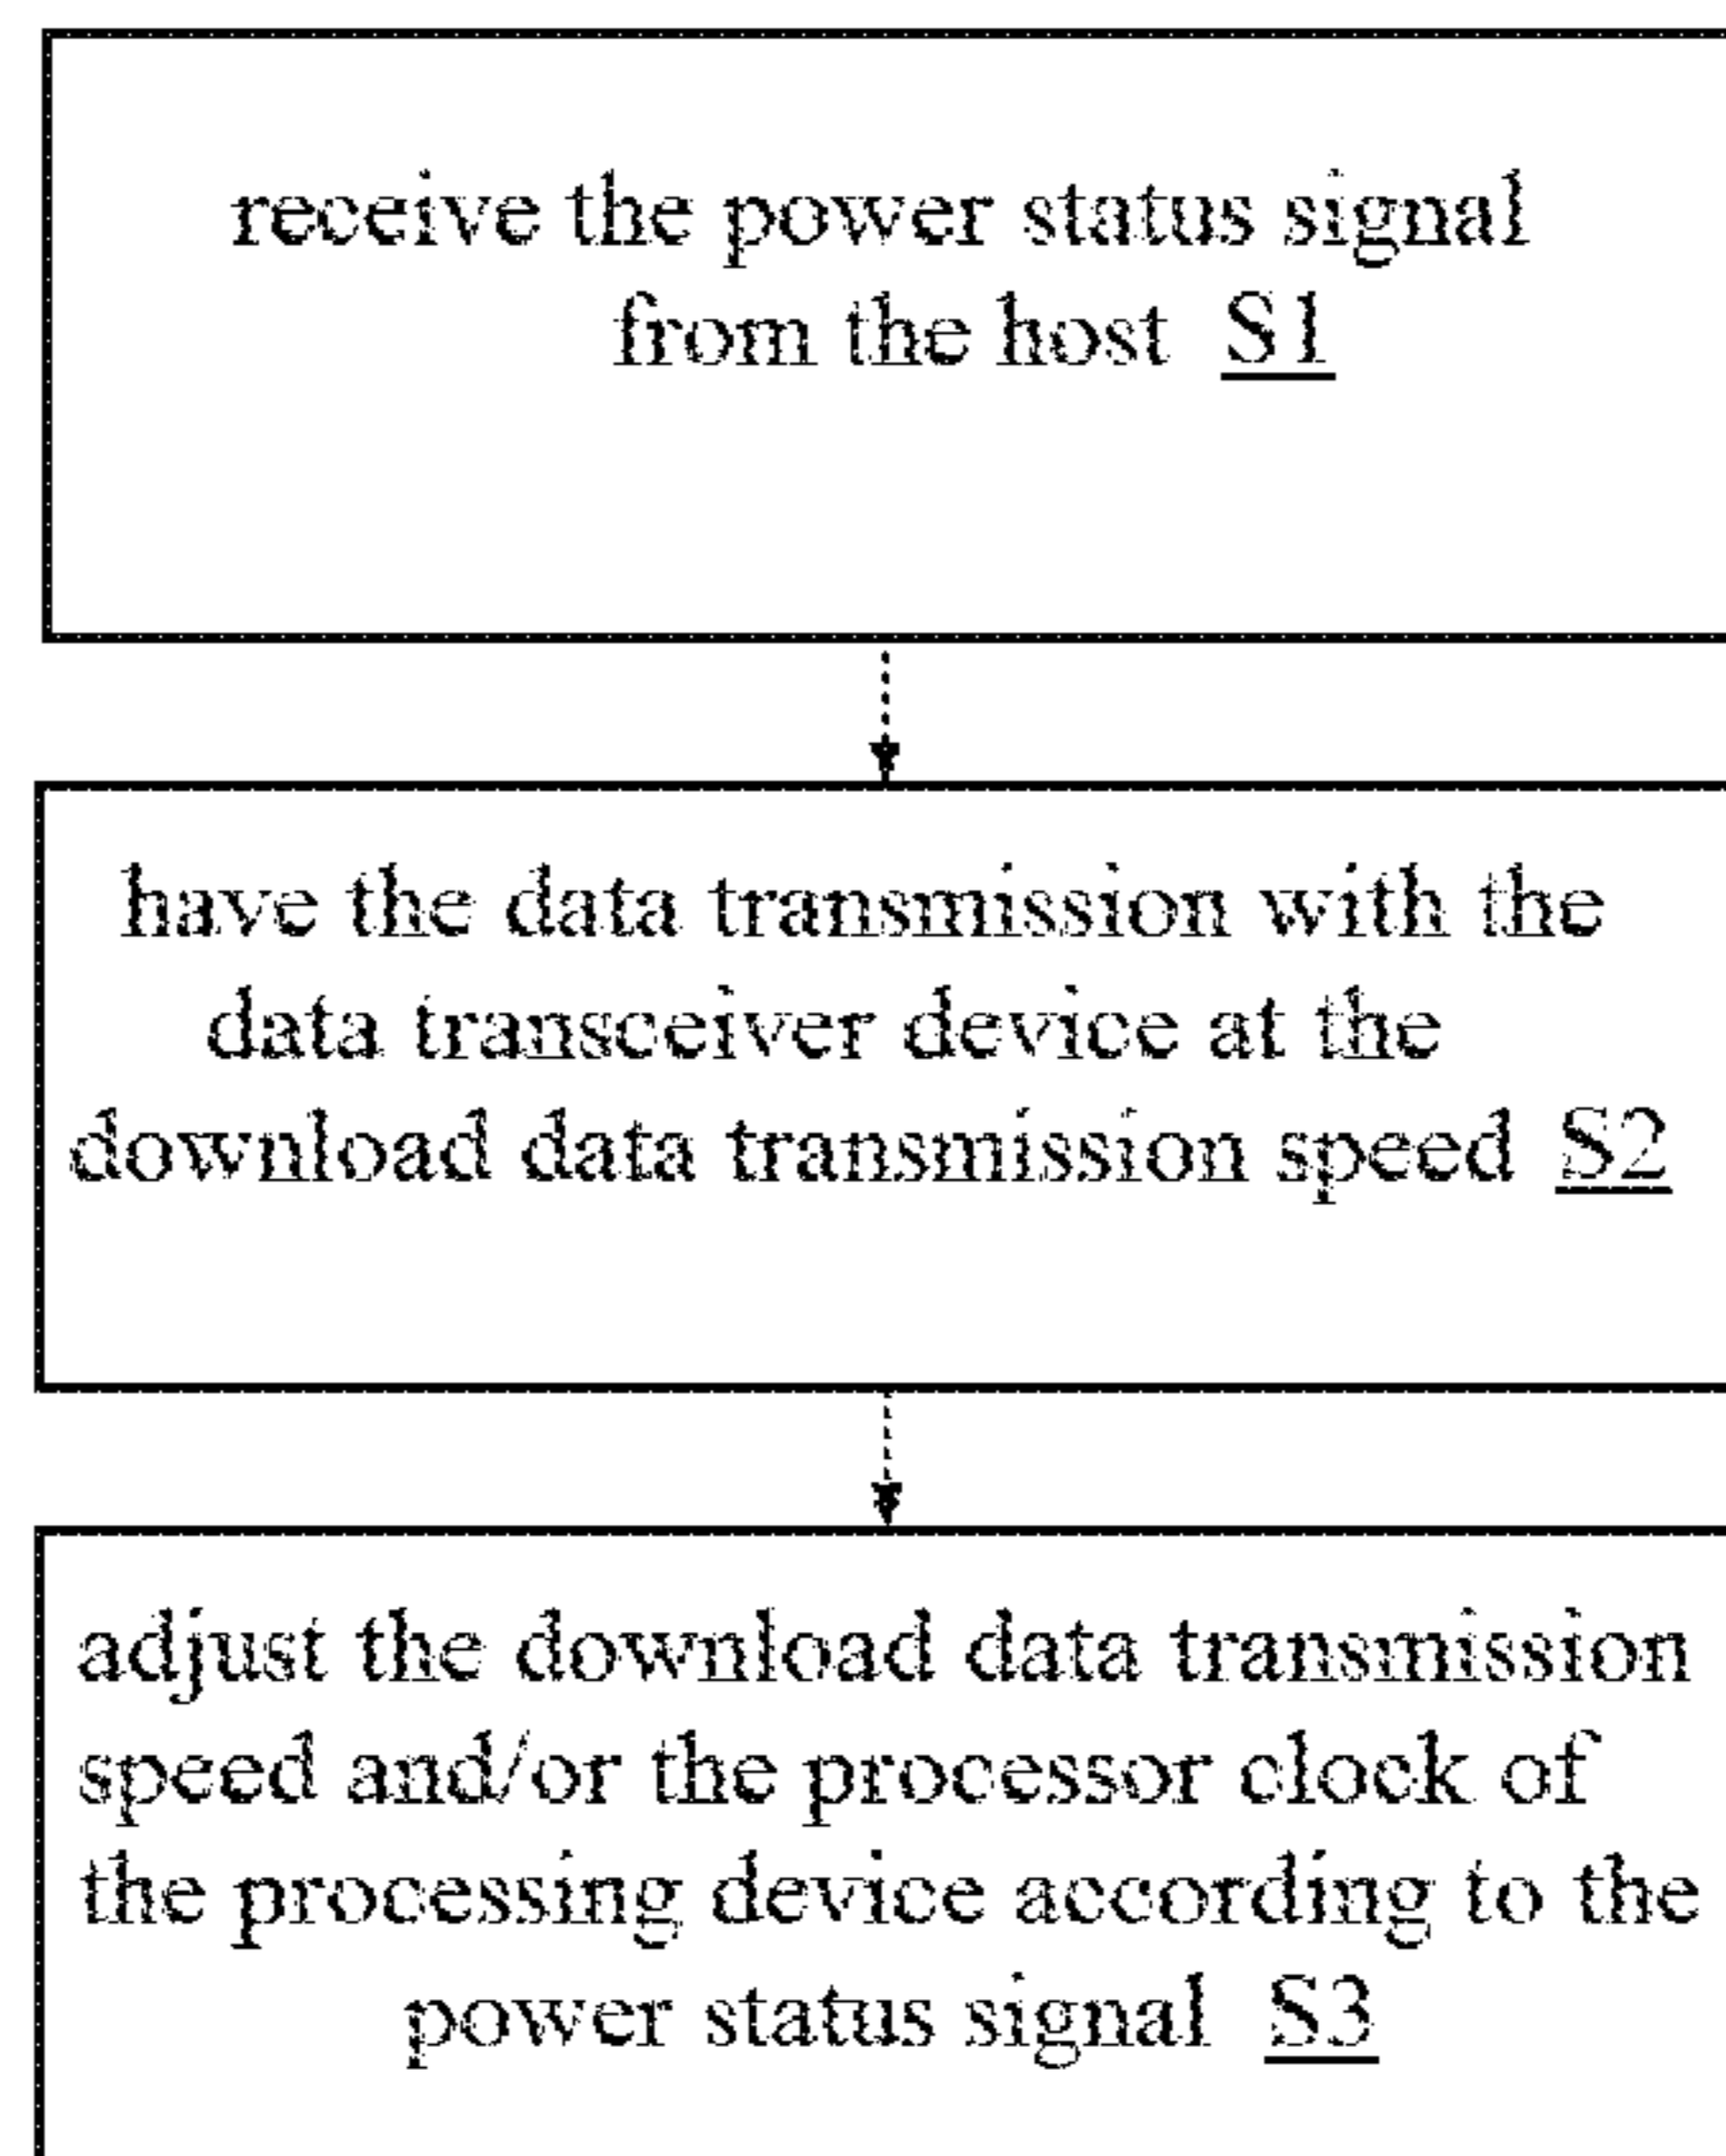 receive the power status signal
from the host S1
have the data transmission with the
data transceiver device at the
download data transmission speed S2
adjust the download data transmission
speed and/or the processor clock of
the processing device according to the
power status signal S3